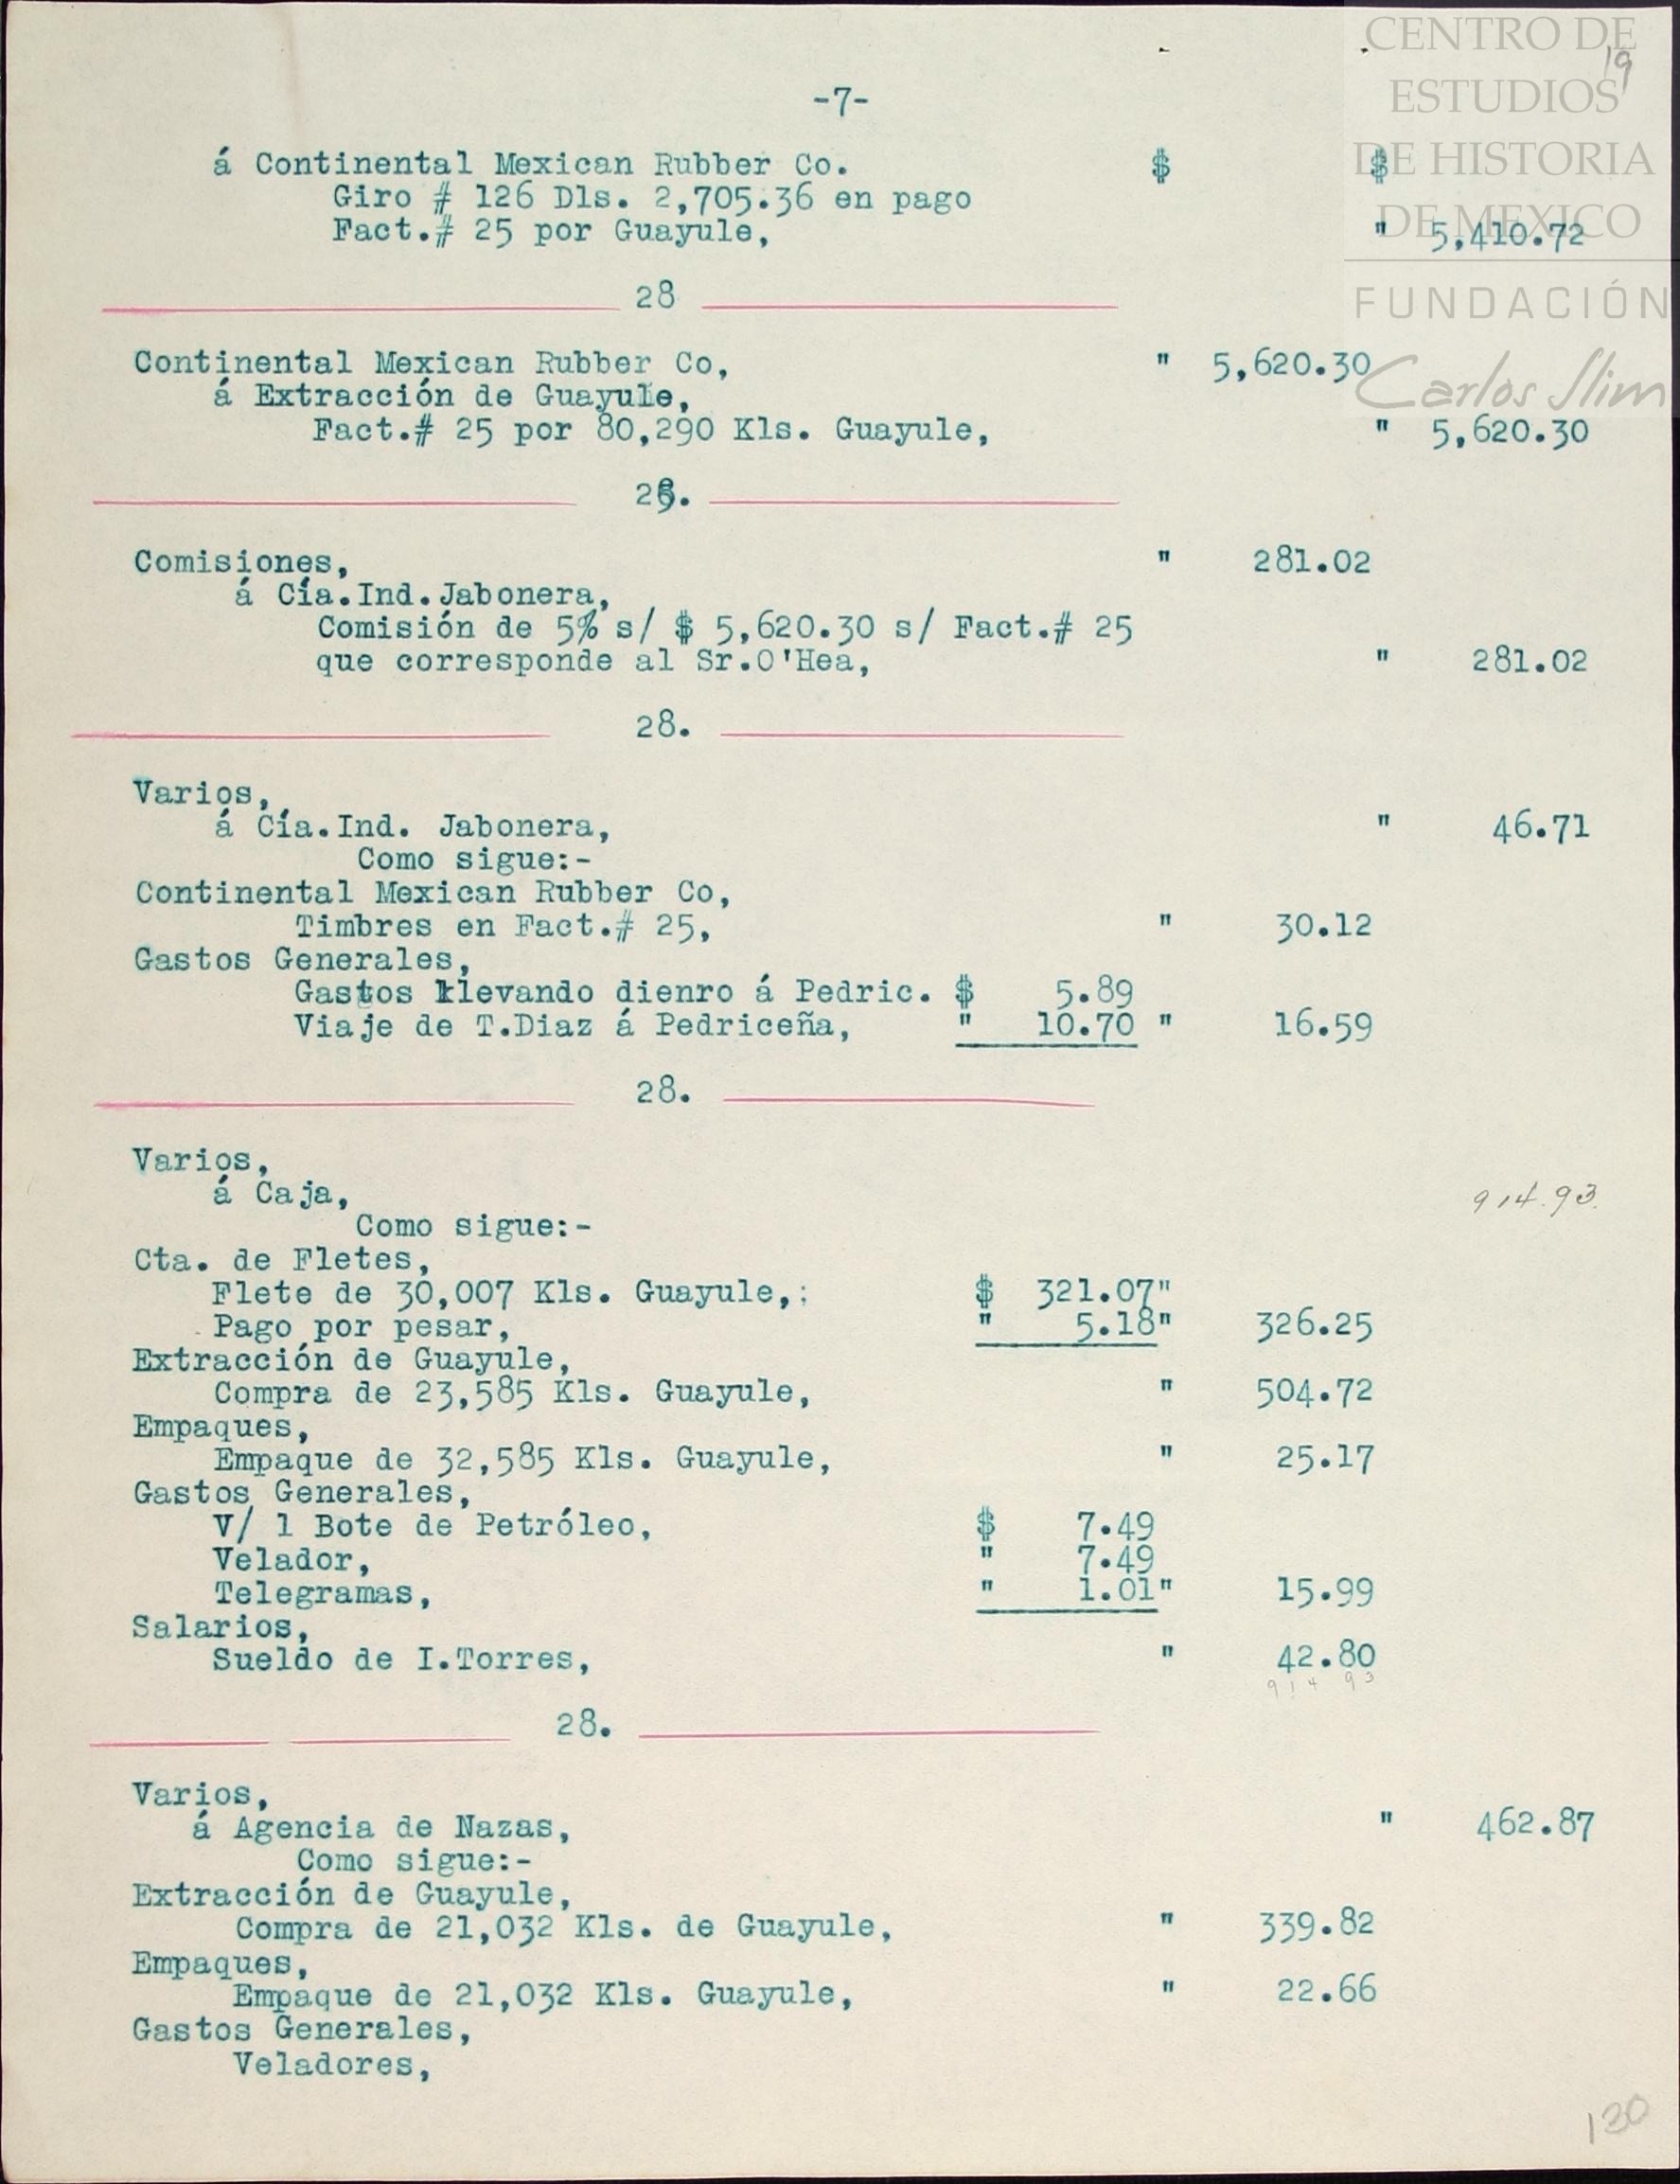 CENTRO DE
ESTUDIOS
DE HISTORIA
DE MEXICO
FUNDACIÓN
Carlos Slim
19
-7-
á Continental Mexican Rubber Co. $ $
Giro # 126 Dls. 2,705.36 en pago
Fact.# 25 por Guayule, " 5,410.72
28
Continental Mexican Rubber Co, " 5,620.30
á Extracción de Guayule,
Fact.# 25 por 80,290 Kls. Guayule, " 5,620.30
28.
Comisiones, " 281.02
á Cía.Ind.Jabonera,
Comisión de 5% s/ $ 5,620.30 s/ Fact.# 25
que corresponde al Sr.O'Hea, " 281.02
28.
Varios,
á Cía.Ind. Jabonera, " 46.71
Como sigue:-
Continental Mexican Rubber Co,
Timbres en Fact.# 25, " 30.12
Gastos Generales,
Gastos llevando dienro á Pedric. $ 5.89
Viaje de T.Diaz á Pedriceña, " 10.70 " 16.59
28.
Varios,
á Caja, 914.93.
Como sigue:-
Cta. de Fletes,
Flete de 30,007 Kls. Guayule,; $ 321.07"
Pago por pesar, " 5.18" 326.25
Extracción de Guayule,
Compra de 23,585 Kls. Guayule, " 504.72
Empaques,
Empaque de 32,585 Kls. Guayule, " 25.17
Gastos Generales,
V/ 1 Bote de Petróleo, $ 7.49
Velador, " 7.49
Telegramas, " 1.01" 15.99
Salarios,
Sueldo de I.Torres, " 42.80
914 93
28.
Varios,
á Agencia de Nazas, " 462.87
Como sigue:-
Extracción de Guayule,
Compra de 21,032 Kls. de Guayule, " 339.82
Empaques,
Empaque de 21,032 Kls. Guayule, " 22.66
Gastos Generales,
Veladores,
130